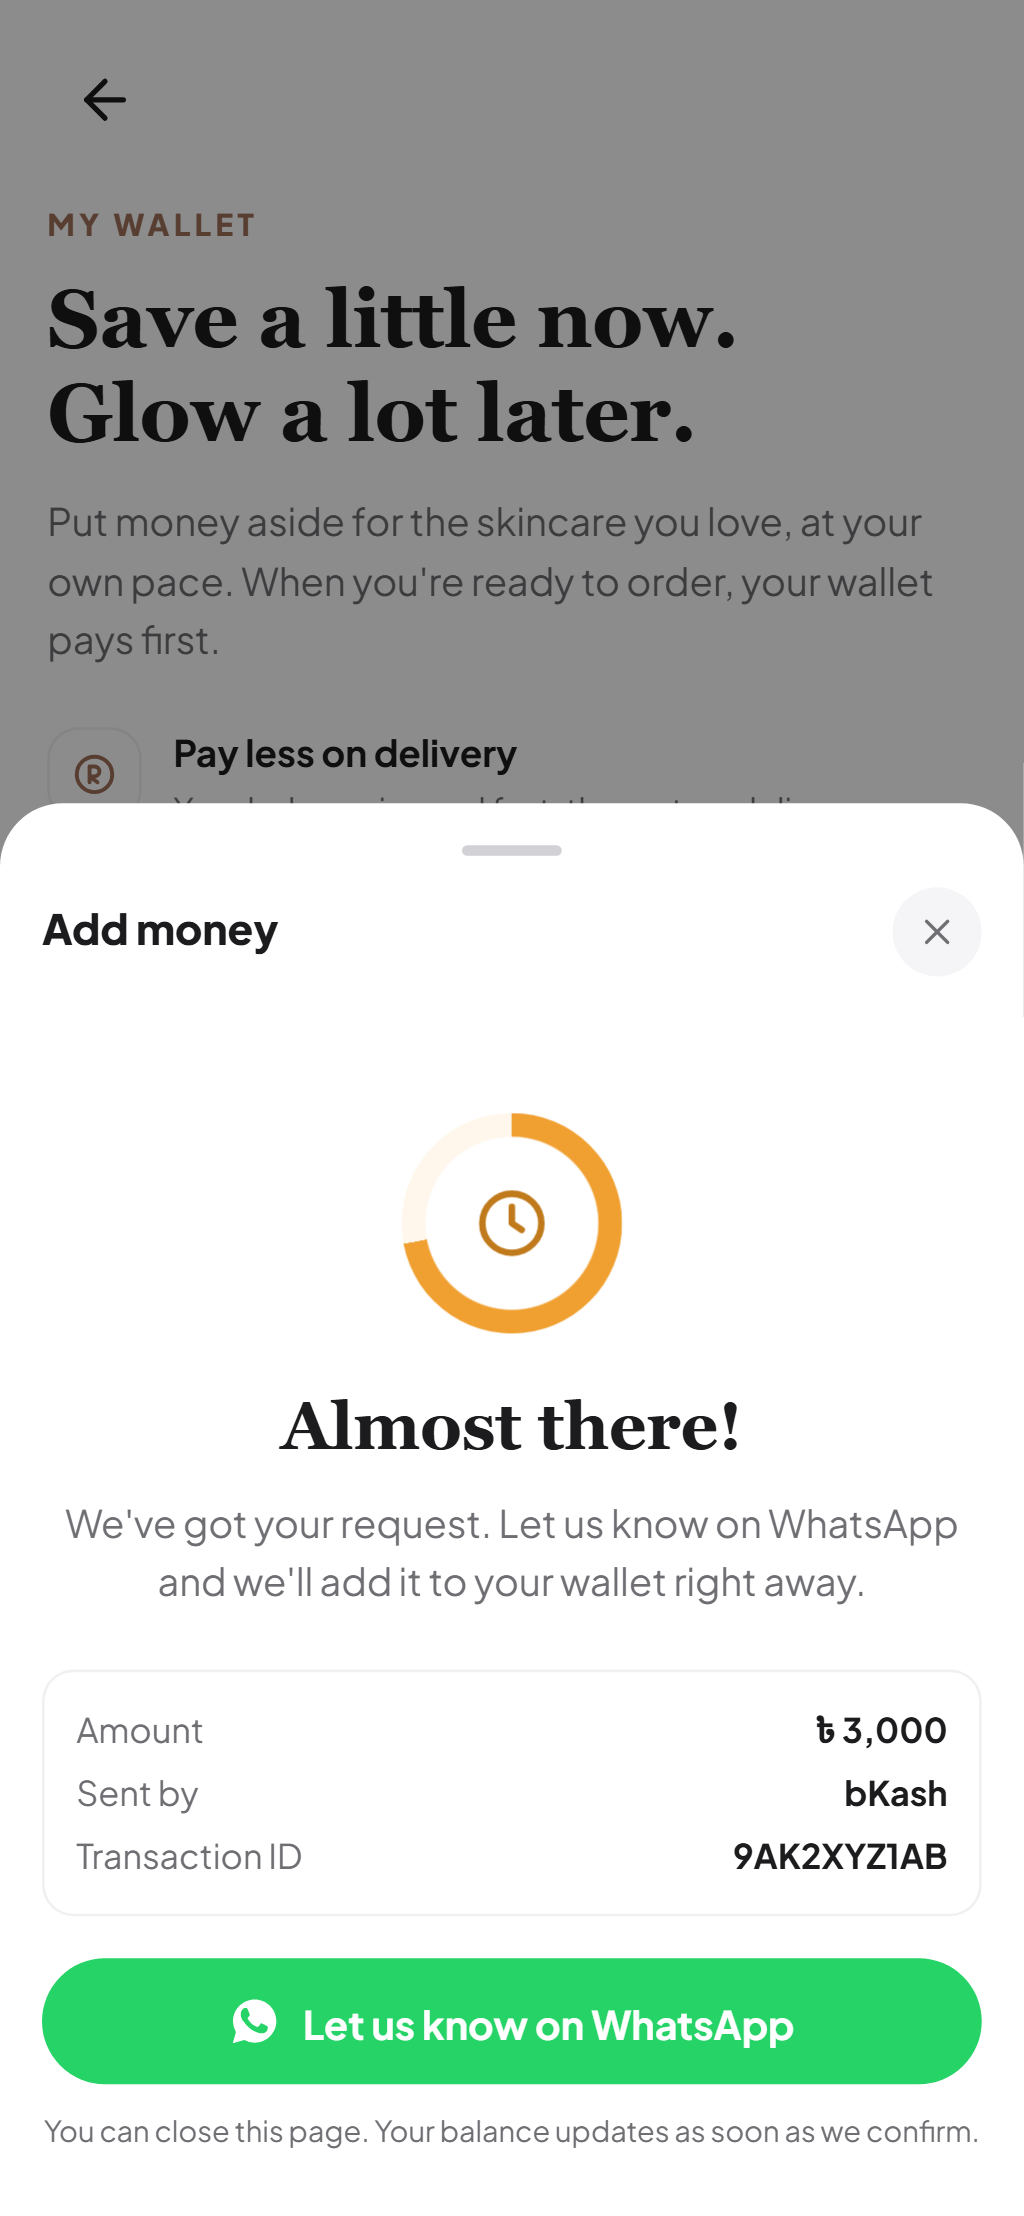 MY WALLET
Save a little now.
Glow a lot later.
Put money aside for the skincare you love, at your
own pace. When you're ready to order, your wallet
pays first.
Pay less on delivery
Add money
Almost there!
We've got your request. Let us know on WhatsApp
and we'll add it to your wallet right away.
Amount ৳ 3,000
Sent by bKash
Transaction ID 9AK2XYZ1AB
Let us know on WhatsApp
You can close this page. Your balance updates as soon as we confirm.